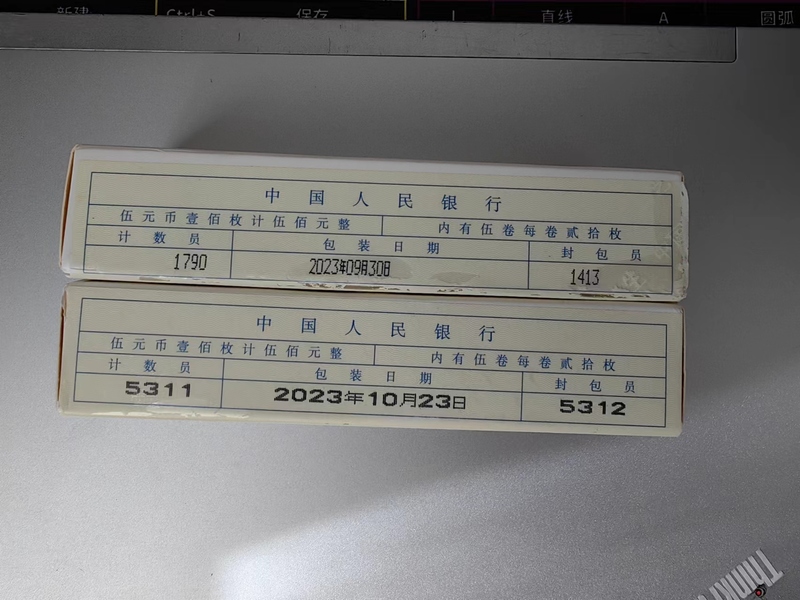 新建 Ctrl+S 保存 L 直线 A 圆弧
中国人民银行
伍元币壹佰枚计伍佰元整 内有伍卷每卷贰拾枚
计数员 包装日期 封包员
1790 2023年09月30日 1413
中国人民银行
伍元币壹佰枚计伍佰元整 内有伍卷每卷贰拾枚
计数员 包装日期 封包员
5311 2023年10月23日 5312